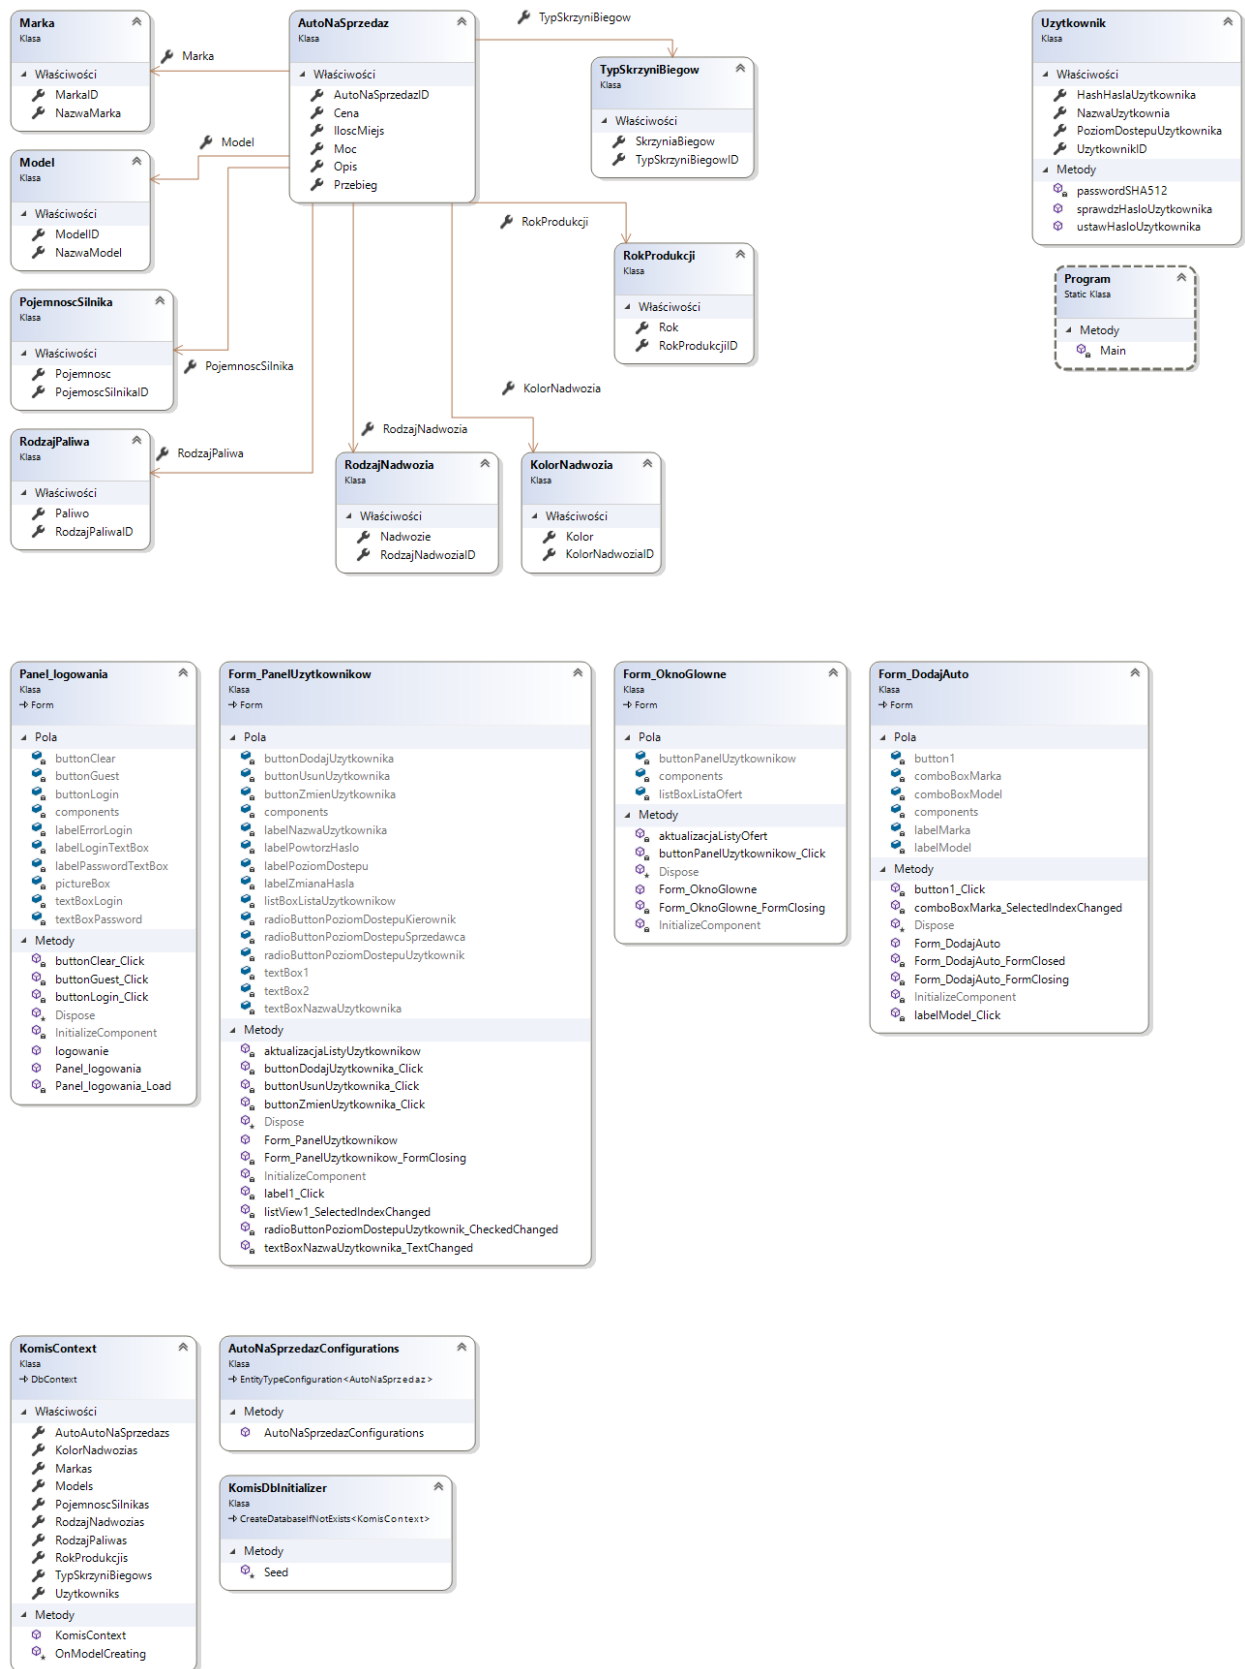 Marka
Klasa
Właściwości
MarkaID
NazwaMarka
Marka
AutoNaSprzedaz
Klasa
Właściwości
AutoNaSprzedazID
Cena
IloscMiejs
Moc
Opis
Przebieg
TypSkrzyniBiegow
TypSkrzyniBiegow
Klasa
Właściwości
SkrzyniaBiegow
TypSkrzyniBiegowID
Uzytkownik
Klasa
Właściwości
HashHaslaUzytkownika
NazwaUzytkownia
PoziomDostepuUzytkownika
UzytkownikID
Metody
passwordSHA512
sprawdzHasloUzytkownika
ustawHasloUzytkownika
Model
Model
Klasa
Właściwości
ModelID
NazwaModel
RokProdukcji
RokProdukcji
Klasa
Właściwości
Rok
RokProdukcjiID
Program
Static Klasa
Metody
Main
PojemnoscSilnika
Klasa
Właściwości
Pojemnosc
PojemoscSilnikaID
PojemnoscSilnika
KolorNadwozia
RodzajNadwozia
RodzajPaliwa
Klasa
Właściwości
Paliwo
RodzajPaliwaID
RodzajPaliwa
RodzajNadwozia
Klasa
Właściwości
Nadwozie
RodzajNadwoziaID
KolorNadwozia
Klasa
Właściwości
Kolor
KolorNadwoziaID
Panel_logowania
Klasa
Form
Pola
buttonClear
buttonGuest
buttonLogin
components
labelErrorLogin
labelLoginTextBox
labelPasswordTextBox
pictureBox
textBoxLogin
textBoxPassword
Metody
buttonClear_Click
buttonGuest_Click
buttonLogin_Click
Dispose
InitializeComponent
logowanie
Panel_logowania
Panel_logowania_Load
Form_PanelUzytkownikow
Klasa
Form
Pola
buttonDodajUzytkownika
buttonUsunUzytkownika
buttonZmienUzytkownika
components
labelNazwaUzytkownika
labelPowtorzHaslo
labelPoziomDostepu
labelZmianaHasla
listBoxListaUzytkownikow
radioButtonPoziomDostepuKierownik
radioButtonPoziomDostepuSprzedawca
radioButtonPoziomDostepuUzytkownik
textBox1
textBox2
textBoxNazwaUzytkownika
Metody
aktualizacjaListyUzytkownikow
buttonDodajUzytkownika_Click
buttonUsunUzytkownika_Click
buttonZmienUzytkownika_Click
Dispose
Form_PanelUzytkownikow
Form_PanelUzytkownikow_FormClosing
InitializeComponent
label1_Click
listView1_SelectedIndexChanged
radioButtonPoziomDostepuUzytkownik_CheckedChanged
textBoxNazwaUzytkownika_TextChanged
Form_OknoGlowne
Klasa
Form
Pola
buttonPanelUzytkownikow
components
listBoxListaOfert
Metody
aktualizacjaListyOfert
buttonPanelUzytkownikow_Click
Dispose
Form_OknoGlowne
Form_OknoGlowne_FormClosing
InitializeComponent
Form_DodajAuto
Klasa
Form
Pola
button1
comboBoxMarka
comboBoxModel
components
labelMarka
labelModel
Metody
button1_Click
comboBoxMarka_SelectedIndexChanged
Dispose
Form_DodajAuto
Form_DodajAuto_FormClosed
Form_DodajAuto_FormClosing
InitializeComponent
labelModel_Click
KomisContext
Klasa
DbContext
Właściwości
AutoAutoNaSprzedazs
KolorNadwozias
Markas
Models
PojemnoscSilnikas
RodzajNadwozias
RodzajPaliwas
RokProdukcjis
TypSkrzyniBiegows
Uzytkowniks
Metody
KomisContext
OnModelCreating
AutoNaSprzedazConfigurations
Klasa
EntityTypeConfiguration<AutoNaSprzedaz>
Metody
AutoNaSprzedazConfigurations
KomisDbInitializer
Klasa
CreateDatabaseIfNotExists<KomisContext>
Metody
Seed